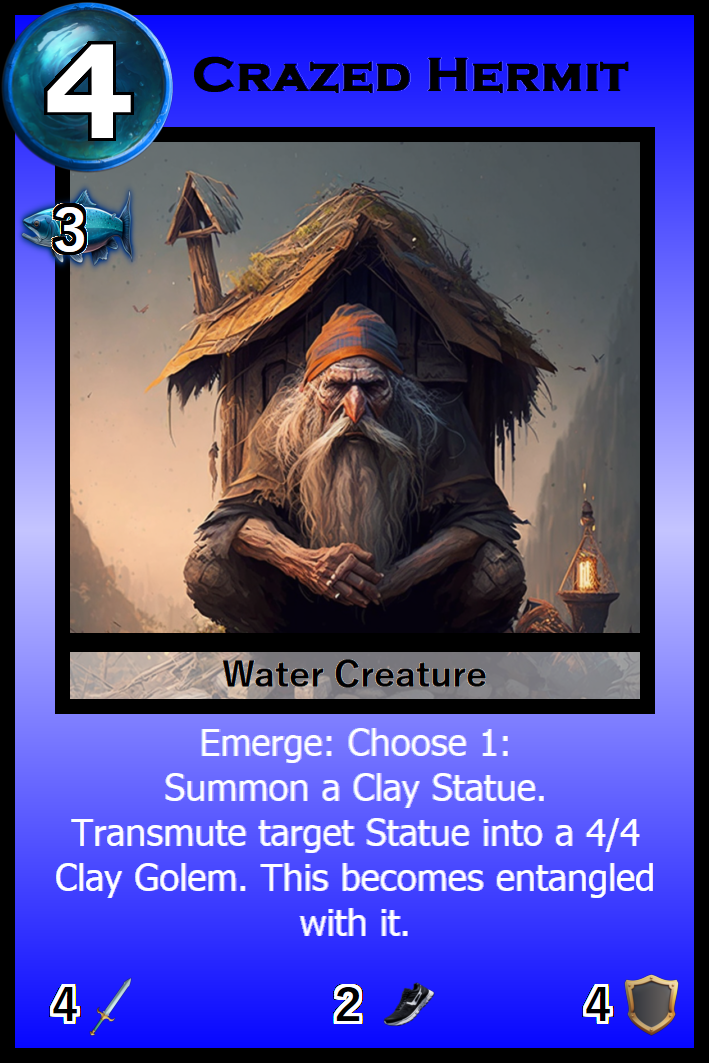 4
Crazed Hermit
3
Water Creature
Emerge: Choose 1:
Summon a Clay Statue.
Transmute target Statue into a 4/4
Clay Golem. This becomes entangled
with it.
4 2 4